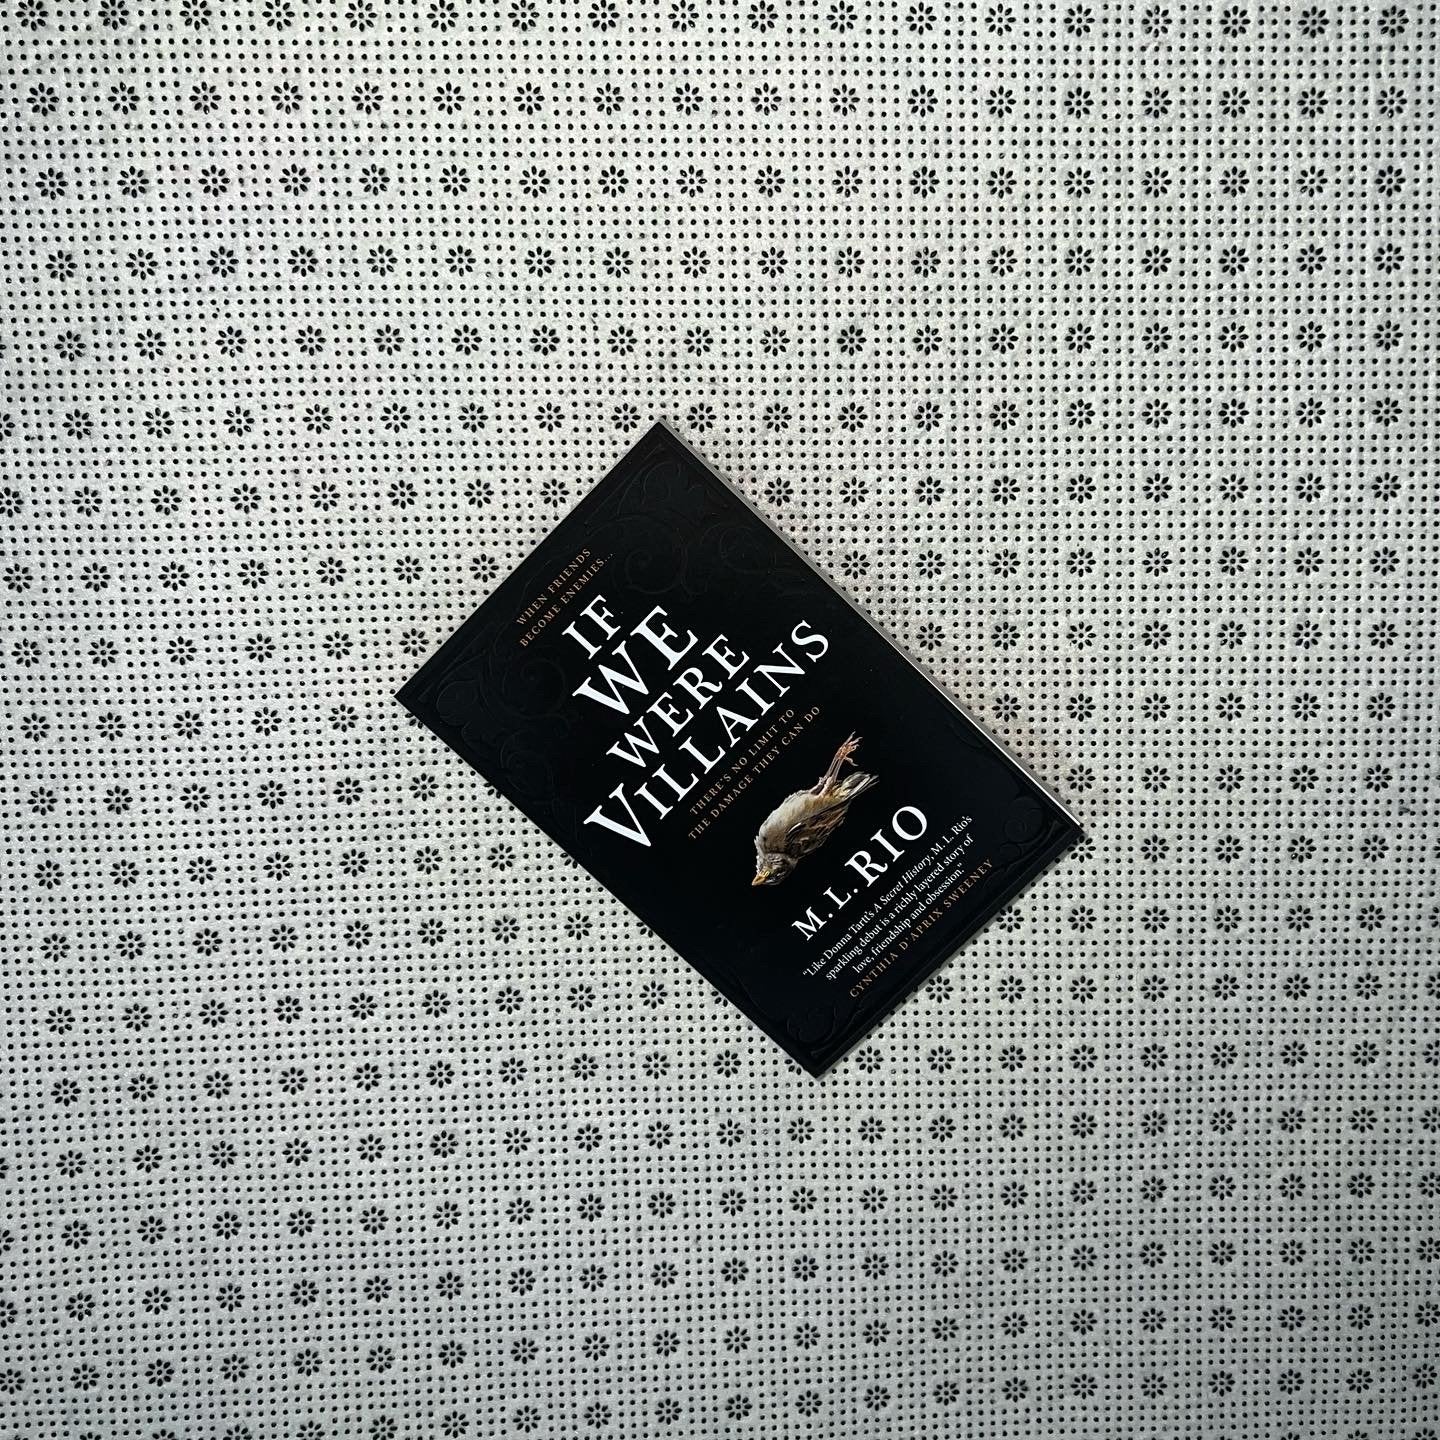 WHEN FRIENDS
BECOME ENEMIES...
IF
WE
WERE
VILLAINS
THERE'S NO LIMIT TO
THE DAMAGE THEY CAN DO
M. L. RIO
"Like Donna Tartt's A Secret History, M. L. Rio's
sparkling debut is a richly layered story of
love, friendship and obsession."
CYNTHIA D'APRIX SWEENEY